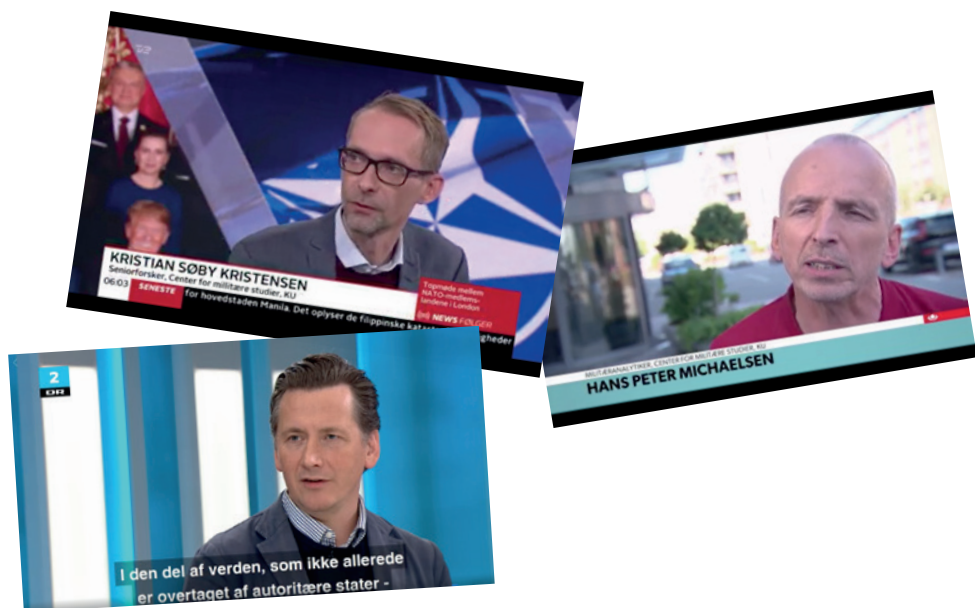 KRISTIAN SØBY KRISTENSEN
Seniorforsker, Center for militære studier, KU
06:03 SENESTE for hovedstaden Manila. Det oplyser de filippinske
Topmøde mellem
NATO-medlems-
landene i London
NEWS FØLGER
MILITÆRANALYTIKER, CENTER FOR MILITÆRE STUDIER, KU
HANS PETER MICHAELSEN
2
DR
I den del af verden, som ikke allerede
er overtaget af autoritære stater -